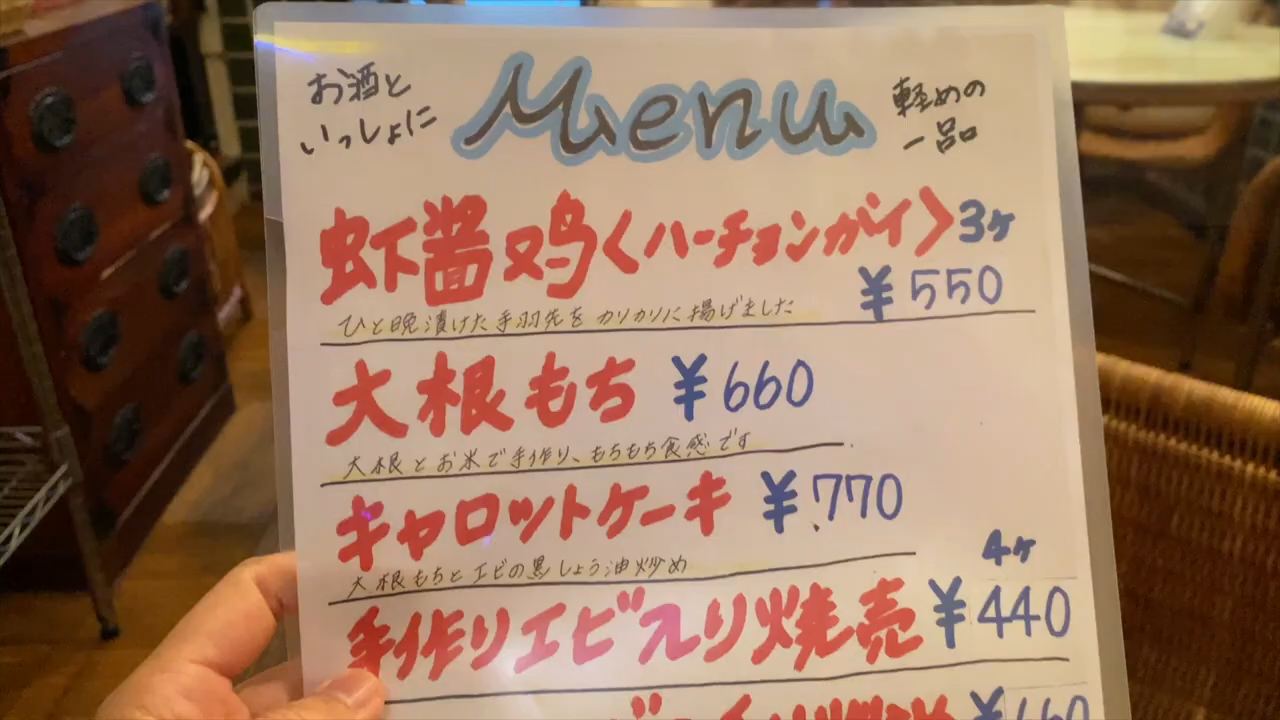 お酒と
いっしょに
Menu
軽めの
一品
虾醤鸡〈ハーチョンガイ〉3ヶ
¥550
ひと晩漬けた手羽先をカリカリに揚げました
大根もち ¥660
大根とお米で手作り、もちもち食感です
キャロットケーキ ¥770
大根もちとエビの黒しょう油炒め
4ヶ
手作りエビ入り焼売 ¥440
¥660